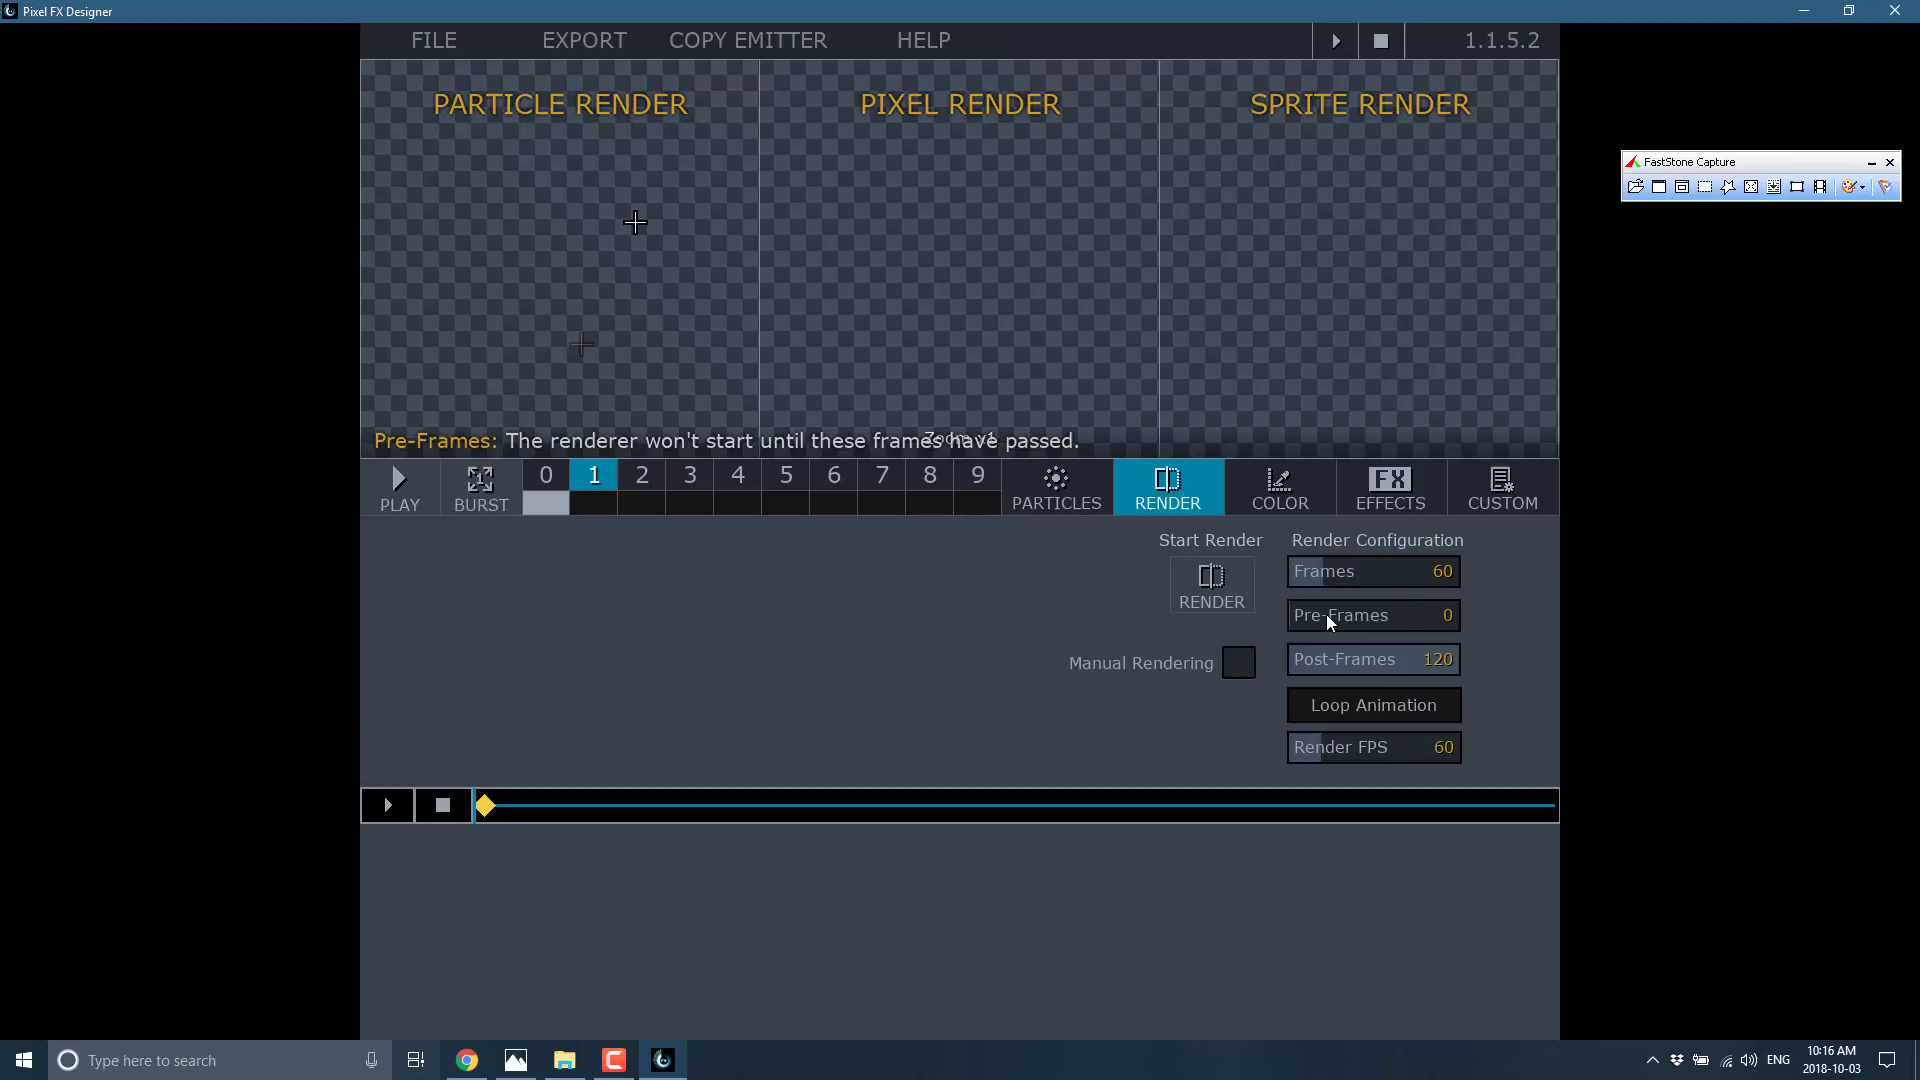 Pixel FX Designer
FILE EXPORT COPY EMITTER HELP 1.1.5.2
PARTICLE RENDER PIXEL RENDER SPRITE RENDER
FastStone Capture
Pre-Frames: The renderer won't start until these frames have passed.
Zoom x1
PLAY 1 BURST 0 1 2 3 4 5 6 7 8 9 PARTICLES RENDER COLOR FX EFFECTS CUSTOM
Start Render Render Configuration
Frames 60
RENDER
Pre-Frames 0
Manual Rendering Post-Frames 120
Loop Animation
Render FPS 60
Type here to search
ENG 10:16 AM
2018-10-03